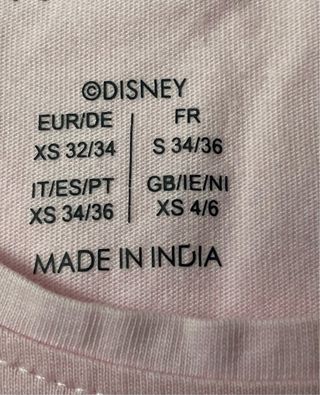 ©DISNEY
EUR/DE FR
XS 32/34 S 34/36
IT/ES/PT GB/IE/NI
XS 34/36 XS 4/6
MADE IN INDIA